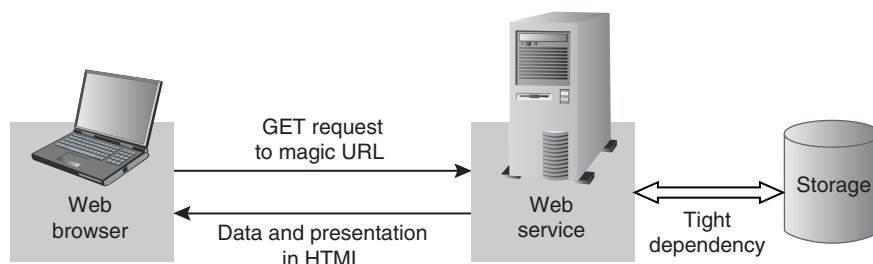 GET request
to magic URL
Web
browser
Data and presentation
in HTML
Web
service
Tight
dependency
Storage